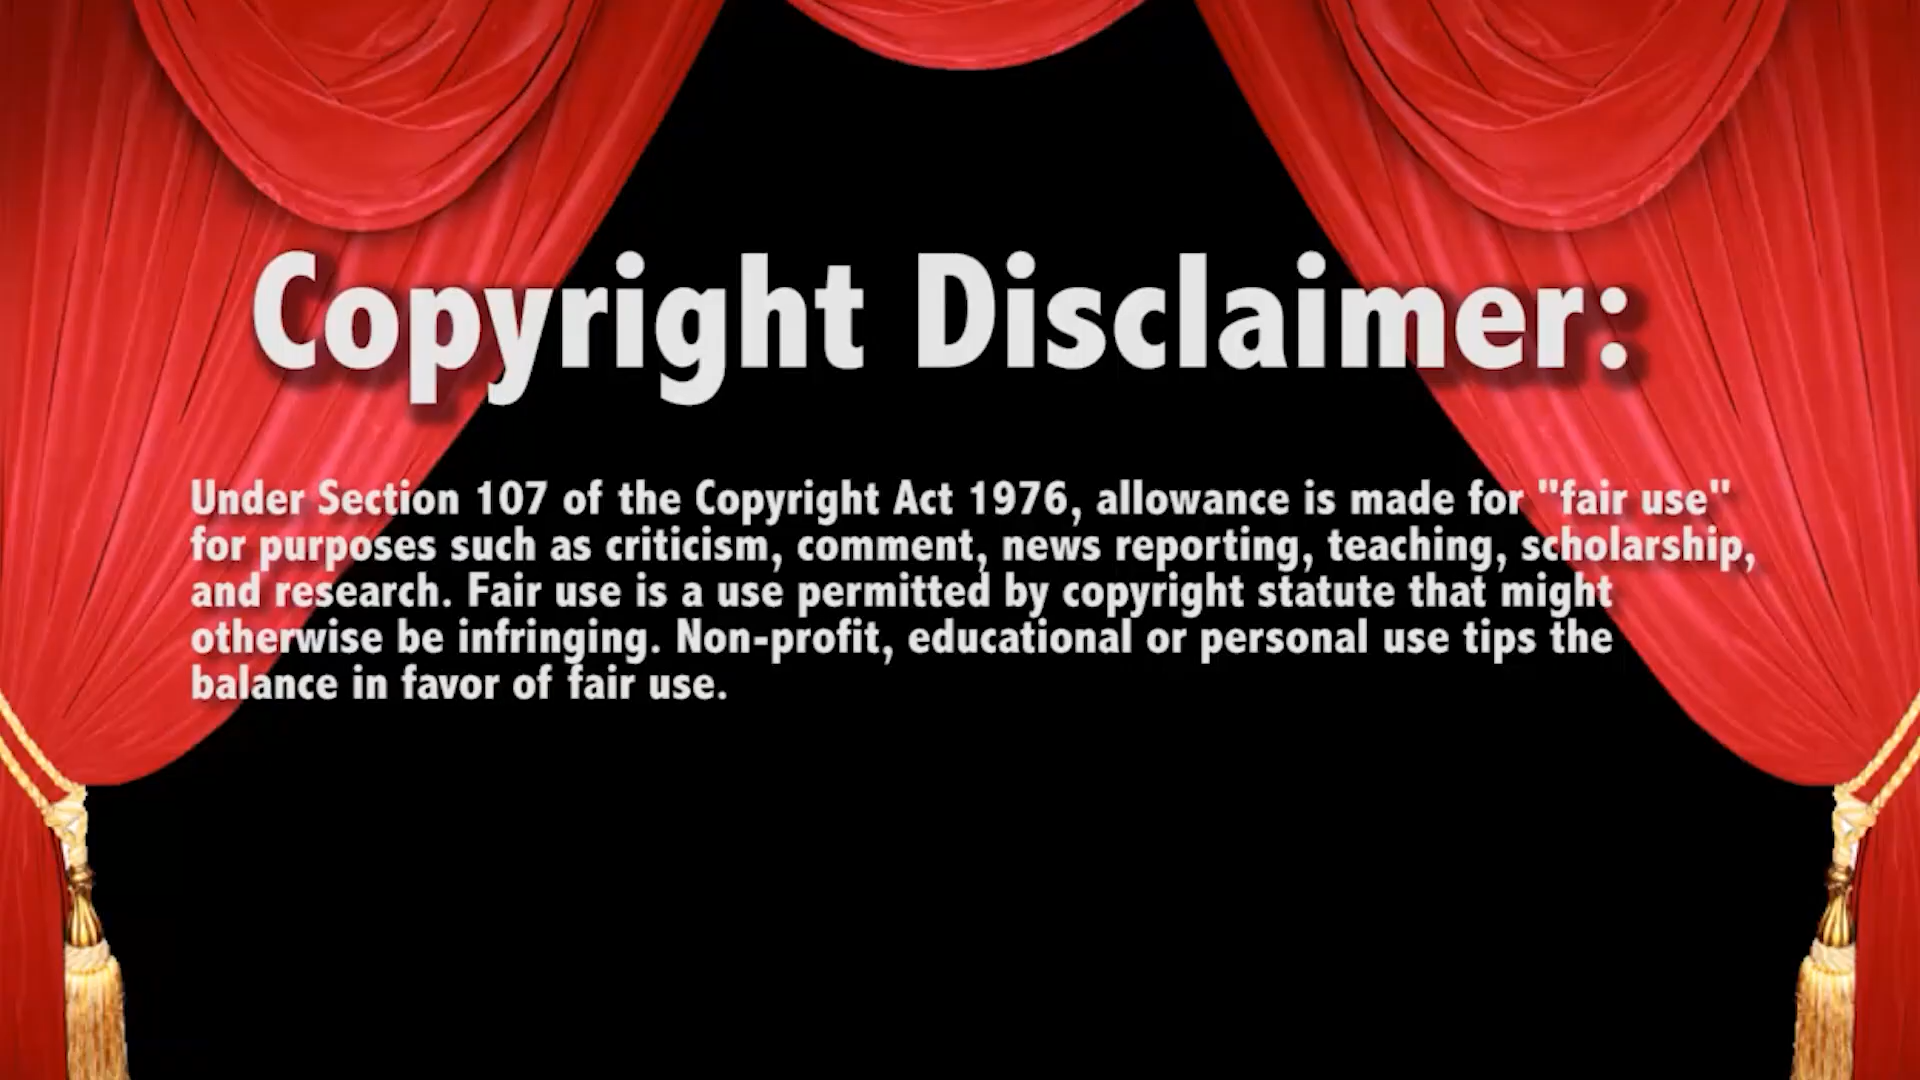 Copyright Disclaimer:
Under Section 107 of the Copyright Act 1976, allowance is made for "fair use"
for purposes such as criticism, comment, news reporting, teaching, scholarship,
and research. Fair use is a use permitted by copyright statute that might
otherwise be infringing. Non-profit, educational or personal use tips the
balance in favor of fair use.